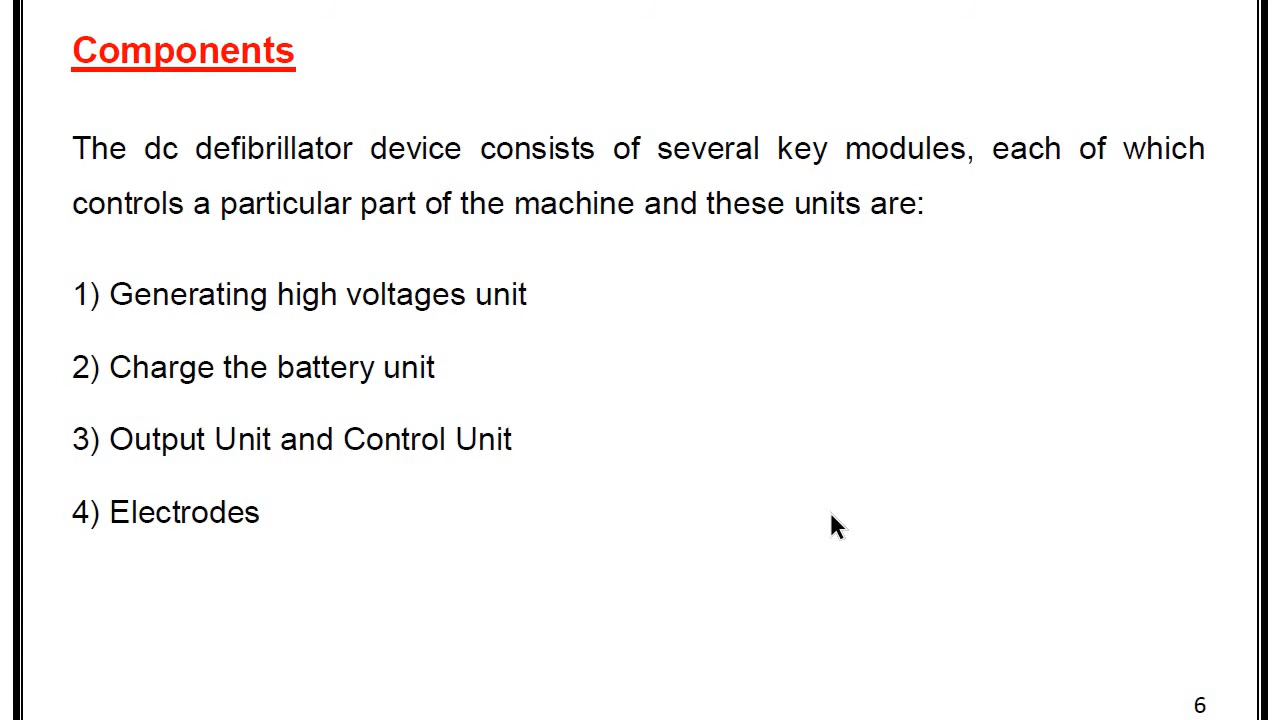 Components
The dc defibrillator device consists of several key modules, each of which
controls a particular part of the machine and these units are:
1) Generating high voltages unit
2) Charge the battery unit
3) Output Unit and Control Unit
4) Electrodes
6